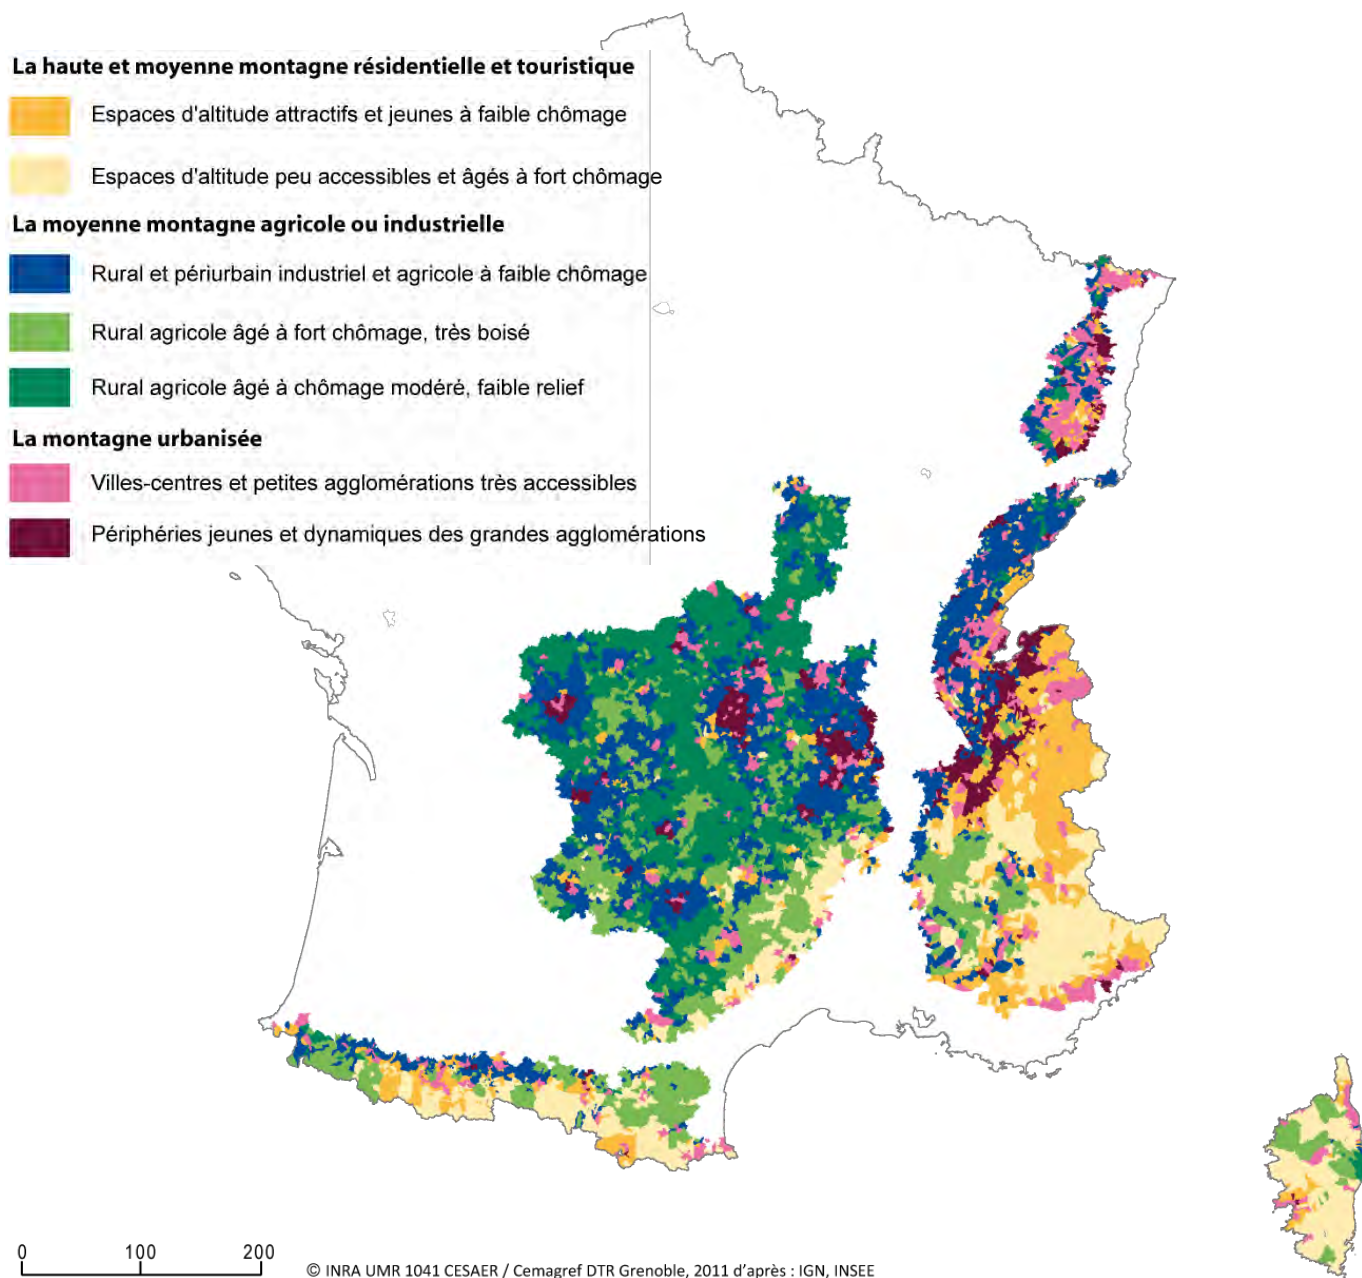 La haute et moyenne montagne résidentielle et touristique
Espaces d'altitude attractifs et jeunes à faible chômage
Espaces d'altitude peu accessibles et âgés à fort chômage
La moyenne montagne agricole ou industrielle
Rural et périurbain industriel et agricole à faible chômage
Rural agricole âgé à fort chômage, très boisé
Rural agricole âgé à chômage modéré, faible relief
La montagne urbanisée
Villes-centres et petites agglomérations très accessibles
Périphéries jeunes et dynamiques des grandes agglomérations
0 100 200
© INRA UMR 1041 CESAER / Cemagref DTR Grenoble, 2011 d'après : IGN, INSEE